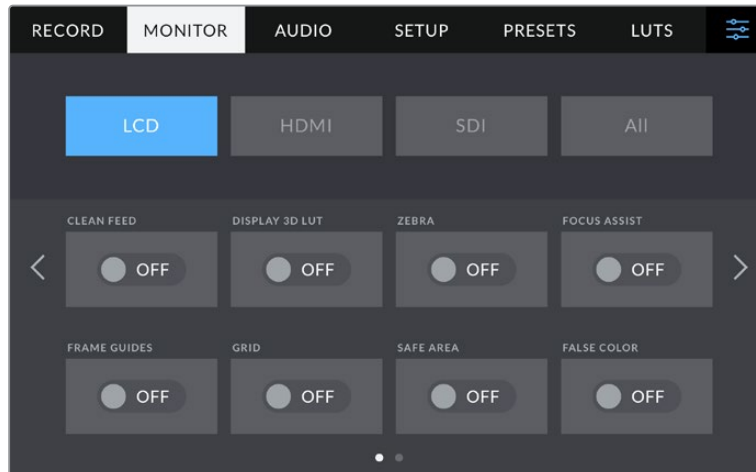 RECORD MONITOR AUDIO SETUP PRESETS LUTS
LCD HDMI SDI All
CLEAN FEED DISPLAY 3D LUT ZEBRA FOCUS ASSIST
OFF OFF OFF OFF
FRAME GUIDES GRID SAFE AREA FALSE COLOR
OFF OFF OFF OFF